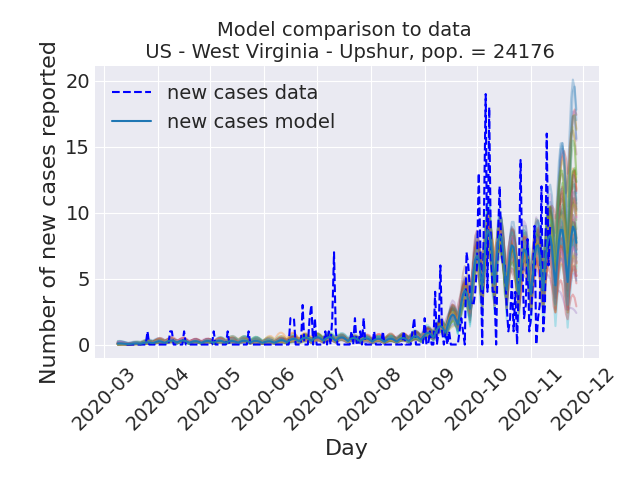 Model comparison to data
US - West Virginia - Upshur, pop. = 24176
Number of new cases reported
20
15
10
5
0
new cases data
new cases model
2020-03
2020-04
2020-05
2020-06
2020-07
2020-08
2020-09
2020-10
2020-11
2020-12
Day